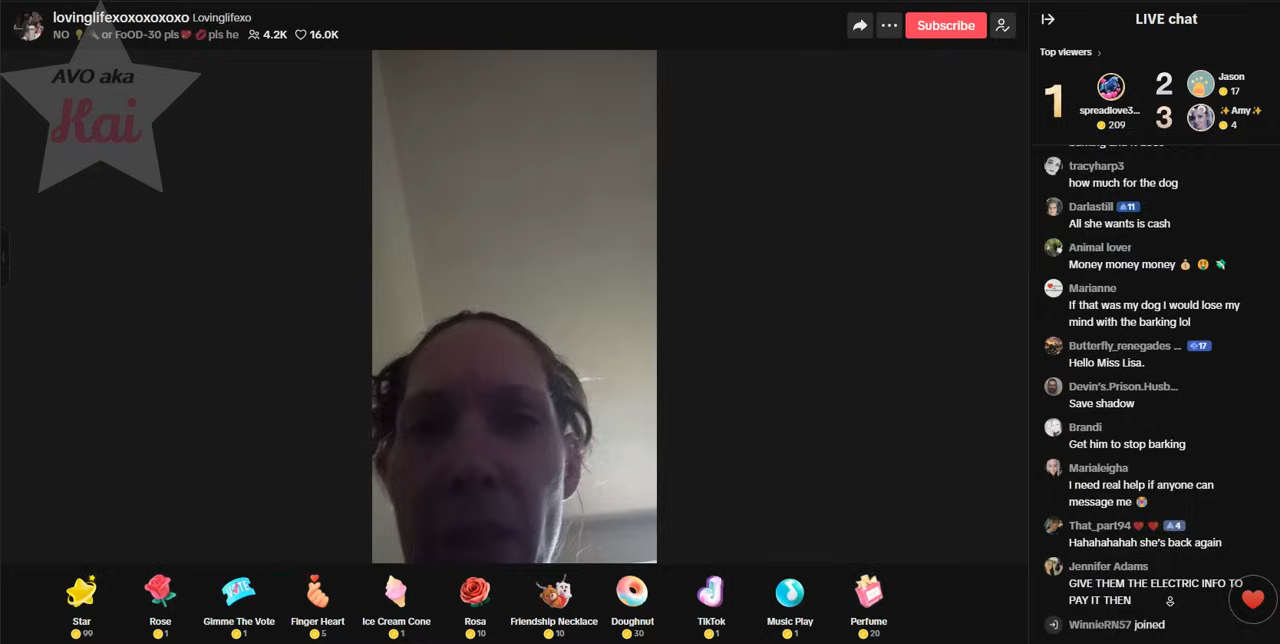 lovinglifexoxoxoxoxo Lovinglifexo
NO 💡🔌or FoOD-30 pls❤️💋pls he 4.2K 16.0K
Subscribe
AVO aka
Kai
LIVE chat
Top viewers >
1
spreadlove3...
209
2
Jason
17
3
✨Amy✨
4
tracyharp3
how much for the dog
Darlastill 11
All she wants is cash
Animal lover
Money money money 💰 🤑 💸
Marianne
If that was my dog I would lose my
mind with the barking lol
Butterfly_renegades ... 17
Hello Miss Lisa.
Devin's.Prison.Husb...
Save shadow
Brandi
Get him to stop barking
Marialeigha
I need real help if anyone can
message me 😭
That_part94❤️❤️ 4
Hahahahahah she's back again
Jennifer Adams
GIVE THEM THE ELECTRIC INFO TO
PAY IT THEN
WinnieRN57 joined
VOTE
Star
99
Rose
1
Gimme The Vote
1
Finger Heart
5
Ice Cream Cone
1
Rosa
10
Friendship Necklace
10
Doughnut
30
TikTok
1
Music Play
1
Perfume
20